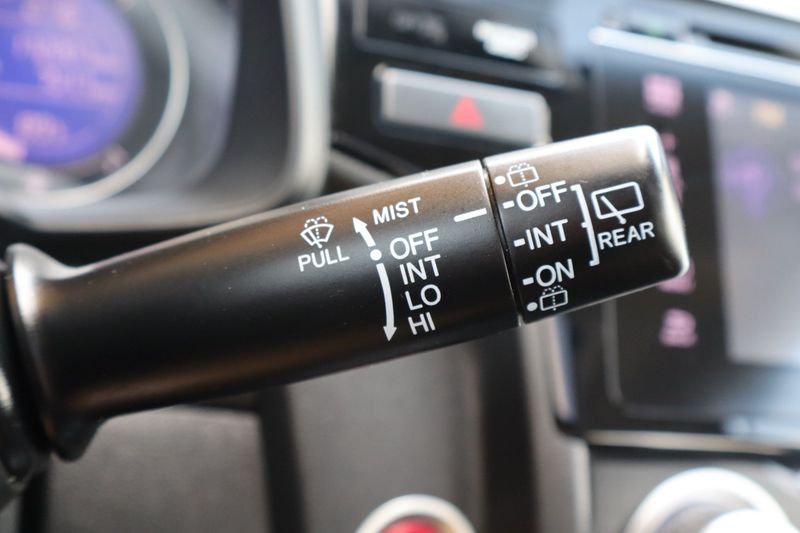 PULL
MIST
OFF
INT
LO
HI
-OFF
-INT
-ON
REAR